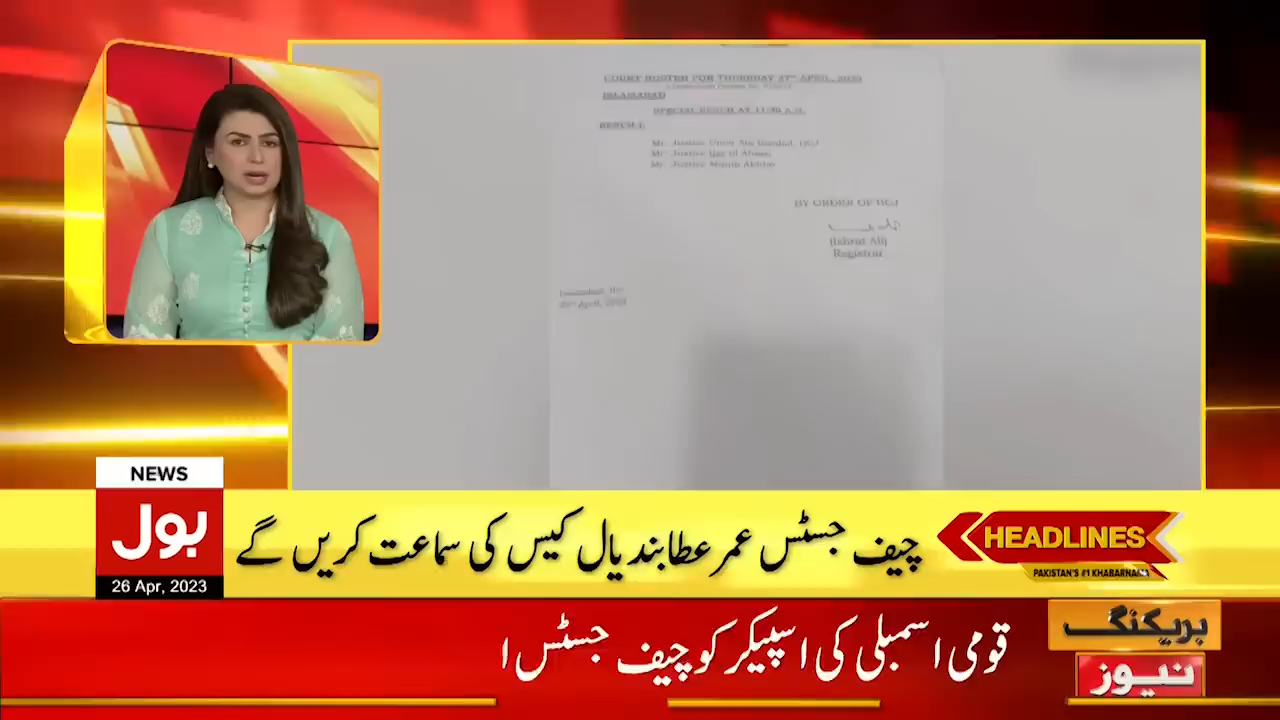 COURT ROSTER FOR THURSDAY 27TH APRIL, 2023
ISLAMABAD
SPECIAL BENCH AT 11:30 A.M.
BENCH I
Mr. Justice Umar Ata Bandial, HCJ
Mr. Justice Ijaz ul Ahsan
Mr. Justice Munib Akhtar
BY ORDER OF HCJ
(Ishrat Ali)
Registrar
April, 2023
NEWS
بول
26 Apr, 2023
چیف جسٹس عمر عطا بندیال کیس کی سماعت کریں گے
HEADLINES
PAKISTAN'S #1 KHABARNAMA
بریکنگ
نیوز
قومی اسمبلی کی اسپیکر کو چیف جسٹس ا